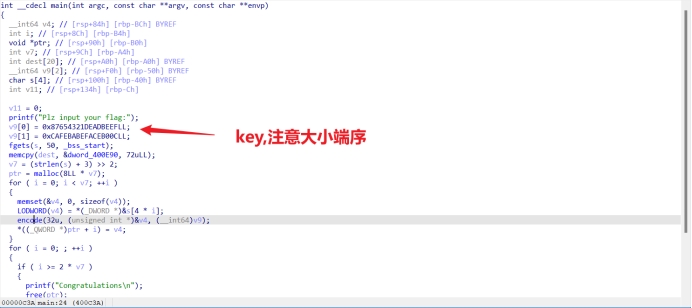 int __cdecl main(int argc, const char **argv, const char **envp)
{
__int64 v4; // [rsp+84h] [rbp-BCh] BYREF
int i; // [rsp+8Ch] [rbp-B4h]
void *ptr; // [rsp+90h] [rbp-B0h]
int v7; // [rsp+9Ch] [rbp-A4h]
int dest[20]; // [rsp+A0h] [rbp-A0h] BYREF
__int64 v9[2]; // [rsp+F0h] [rbp-50h] BYREF
char s[4]; // [rsp+100h] [rbp-40h] BYREF
int v11; // [rsp+134h] [rbp-Ch]
v11 = 0;
printf("Plz input your flag:");
v9[0] = 0x87654321DEADBEEFLL;
v9[1] = 0xCAFEBABEFACEB00CLL;
key,注意大小端序
fgets(s, 50, _bss_start);
memcpy(dest, &dword_400E90, 72uLL);
v7 = (strlen(s) + 3) >> 2;
ptr = malloc(8LL * v7);
for ( i = 0; i < v7; ++i )
{
memset(&v4, 0, sizeof(v4));
LODWORD(v4) = *(_DWORD *)&s[4 * i];
encode(32u, (unsigned int *)&v4, (__int64)v9);
*((_QWORD *)ptr + i) = v4;
}
for ( i = 0; ; ++i )
{
if ( i >= 2 * v7 )
{
printf("Congratulations\n");
free(ptr);
00000C3A main:24 (400C3A)